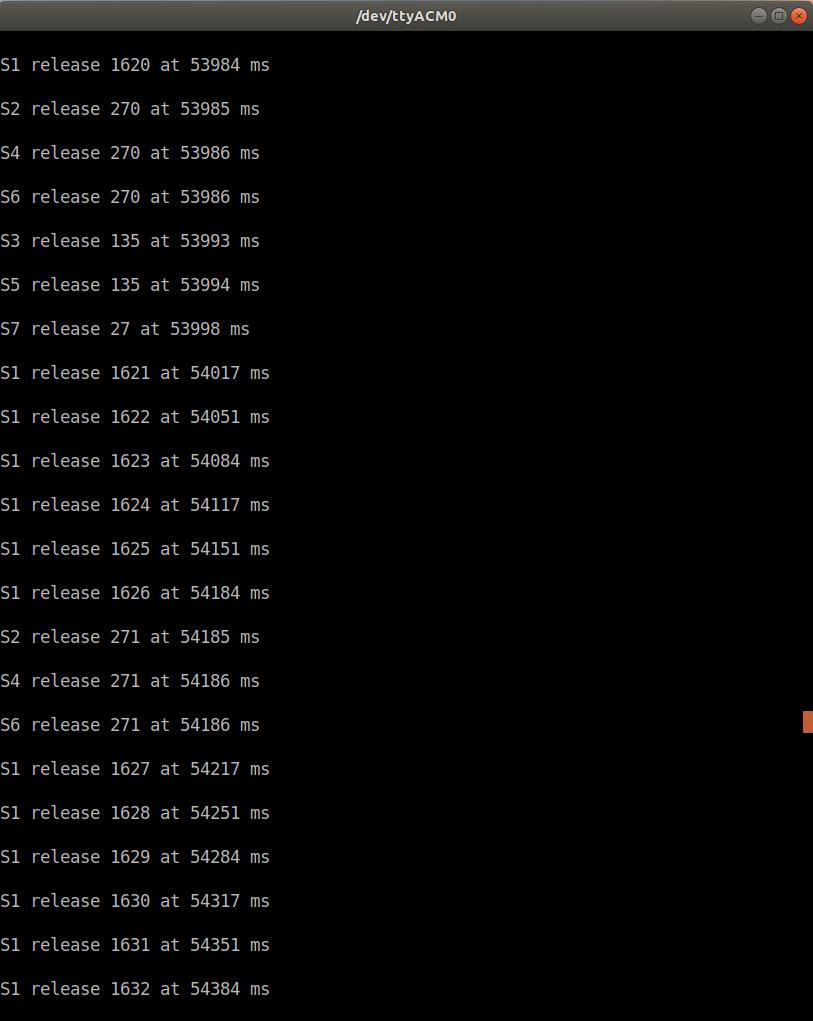 /dev/ttyACM0
S1 release 1620 at 53984 ms
S2 release 270 at 53985 ms
S4 release 270 at 53986 ms
S6 release 270 at 53986 ms
S3 release 135 at 53993 ms
S5 release 135 at 53994 ms
S7 release 27 at 53998 ms
S1 release 1621 at 54017 ms
S1 release 1622 at 54051 ms
S1 release 1623 at 54084 ms
S1 release 1624 at 54117 ms
S1 release 1625 at 54151 ms
S1 release 1626 at 54184 ms
S2 release 271 at 54185 ms
S4 release 271 at 54186 ms
S6 release 271 at 54186 ms
S1 release 1627 at 54217 ms
S1 release 1628 at 54251 ms
S1 release 1629 at 54284 ms
S1 release 1630 at 54317 ms
S1 release 1631 at 54351 ms
S1 release 1632 at 54384 ms